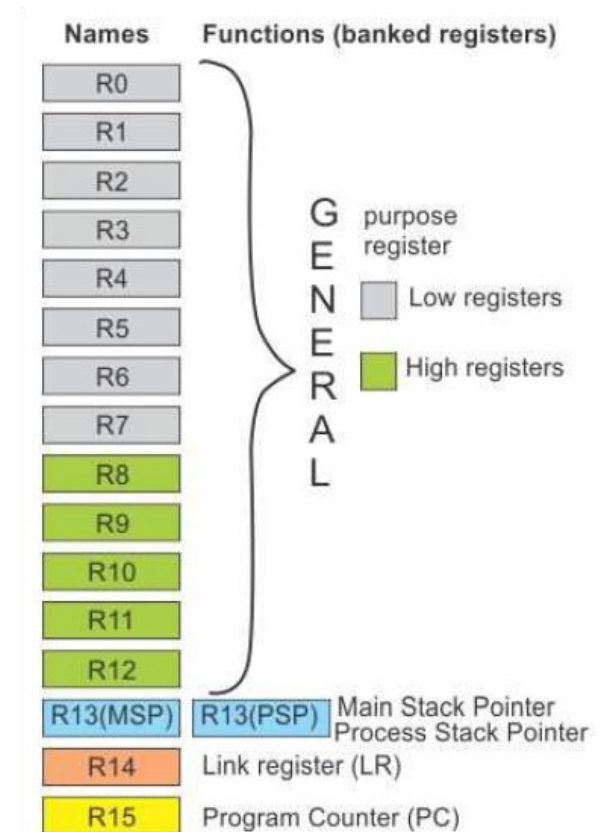 Names Functions (banked registers)
R0
R1
R2
R3
R4
R5
R6
R7
R8
R9
R10
R11
R12
GENERAL
purpose
register
Low registers
High registers
R13(MSP) R13(PSP) Main Stack Pointer
Process Stack Pointer
R14 Link register (LR)
R15 Program Counter (PC)